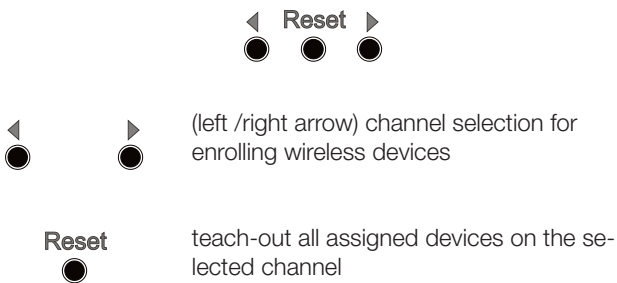 Reset
(left /right arrow) channel selection for
enrolling wireless devices
Reset
teach-out all assigned devices on the se-
lected channel